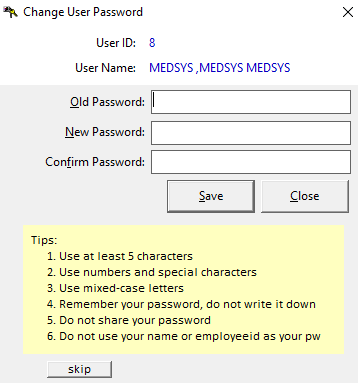 Change User Password
User ID: 8
User Name: MEDSYS ,MEDSYS MEDSYS
Old Password:
New Password:
Confirm Password:
Save Close
Tips:
1. Use at least 5 characters
2. Use numbers and special characters
3. Use mixed-case letters
4. Remember your password, do not write it down
5. Do not share your password
6. Do not use your name or employeeid as your pw
skip